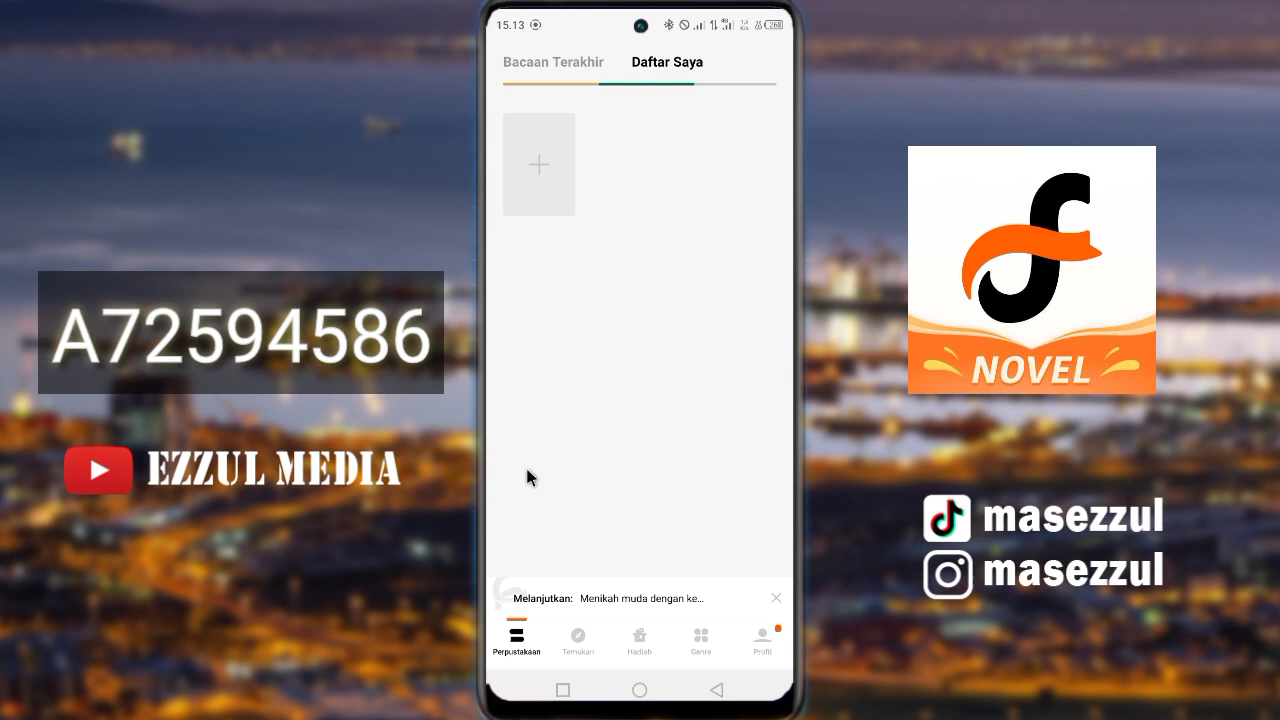 15.13
Bacaan Terakhir
Daftar Saya
A72594586
EZZUL MEDIA
NOVEL
masezzul
masezzul
Melanjutkan: Menikah muda dengan ke...
Perpustakaan
Temukan
Hadiah
Genre
Profil